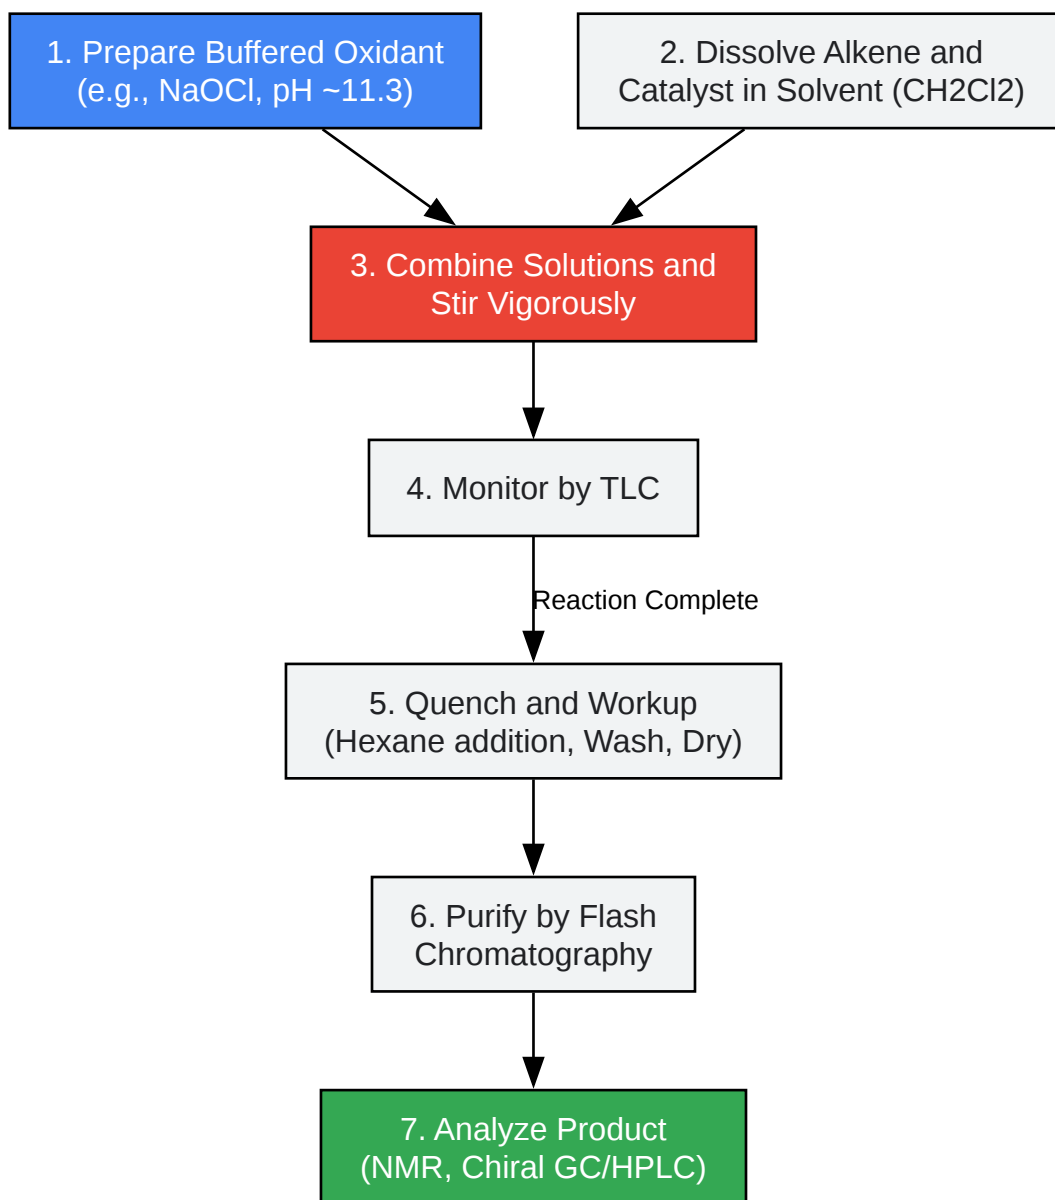 1. Prepare Buffered Oxidant
(e.g., NaOCl, pH ~11.3)
2. Dissolve Alkene and
Catalyst in Solvent (CH2Cl2)
3. Combine Solutions and
Stir Vigorously
4. Monitor by TLC
Reaction Complete
5. Quench and Workup
(Hexane addition, Wash, Dry)
6. Purify by Flash
Chromatography
7. Analyze Product
(NMR, Chiral GC/HPLC)